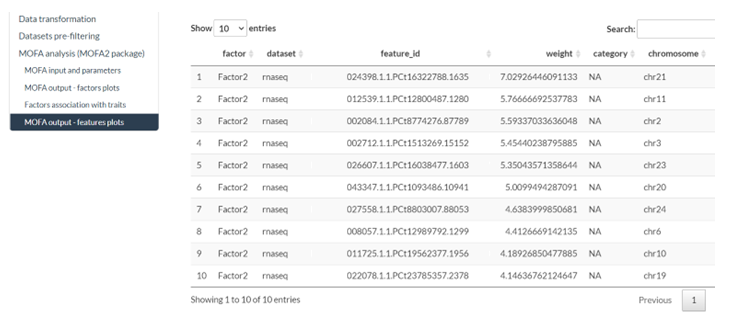 Data transformation
Datasets pre-filtering
MOFA analysis (MOFA2 package)
MOFA input and parameters
MOFA output - factors plots
Factors association with traits
MOFA output - features plots
Show 10 entries
Search:
factor dataset feature_id weight category chromosome
1 Factor2 rnaseq 024398.1.1.PCt16322788.1635 7.02926446091133 NA chr21
2 Factor2 rnaseq 012539.1.1.PCt12800487.1280 5.76666692537783 NA chr11
3 Factor2 rnaseq 002084.1.1.PCt8774276.87789 5.59337033636048 NA chr2
4 Factor2 rnaseq 002712.1.1.PCt1513269.15152 5.45440238795885 NA chr3
5 Factor2 rnaseq 026607.1.1.PCt16038477.1603 5.35043571358644 NA chr23
6 Factor2 rnaseq 043347.1.1.PCt1093486.10941 5.0099494287091 NA chr20
7 Factor2 rnaseq 027558.1.1.PCt8803007.88053 4.6383999850681 NA chr24
8 Factor2 rnaseq 008057.1.1.PCt12989792.1299 4.4126669142135 NA chr6
9 Factor2 rnaseq 011725.1.1.PCt19562377.1956 4.18926850477885 NA chr10
10 Factor2 rnaseq 022078.1.1.PCt23785357.2378 4.14636762124647 NA chr19
Showing 1 to 10 of 10 entries
Previous 1